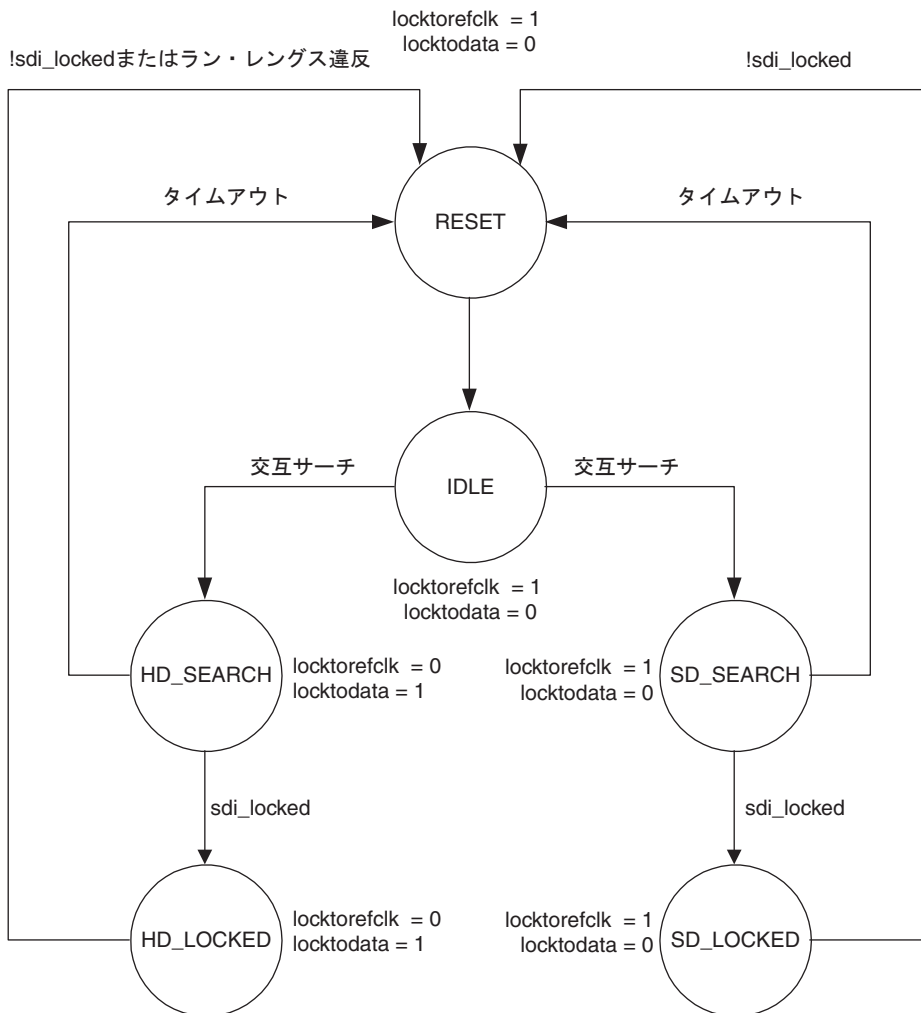 locktorefclk = 1
locktodata = 0
!sdi_lockedまたはラン・レングス違反
!sdi_locked
タイムアウト
タイムアウト
RESET
交互サーチ
交互サーチ
IDLE
locktorefclk = 1
locktodata = 0
HD_SEARCH
locktorefclk = 0
locktodata = 1
locktorefclk = 1
locktodata = 0
SD_SEARCH
sdi_locked
sdi_locked
HD_LOCKED
locktorefclk = 0
locktodata = 1
locktorefclk = 1
locktodata = 0
SD_LOCKED